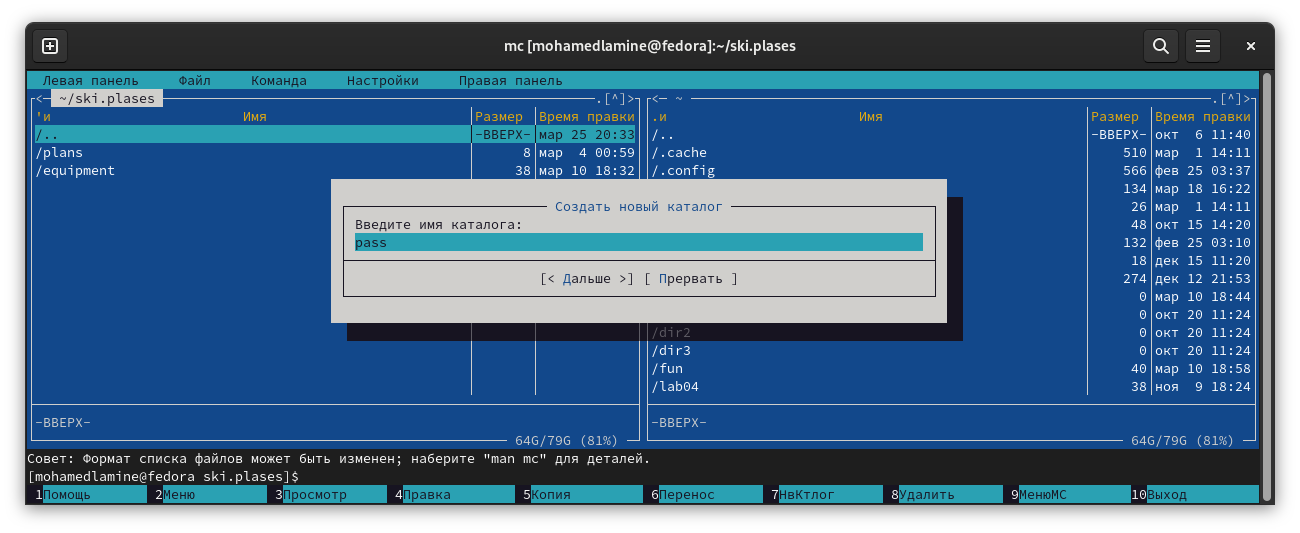 mc [mohamedlamine@fedora]:~/ski.plases
Левая панель Файл Команда Настройки Правая панель
<─ ~/ski.plases .[^]> <─ ~ .[^]>
'и Имя Размер Время правки .и Имя Размер Время правки
/.. -ВВЕРХ- мар 25 20:33 /.. -ВВЕРХ- окт 6 11:40
/plans 8 мар 4 00:59 /.cache 510 мар 1 14:11
/equipment 38 мар 10 18:32 /.config 566 фев 25 03:37
134 мар 18 16:22
Создать новый каталог 26 мар 1 14:11
Введите имя каталога: 48 окт 15 14:20
pass 132 фев 25 03:10
18 дек 15 11:20
[< Дальше >] [ Прервать ] 274 дек 12 21:53
0 мар 10 18:44
0 окт 20 11:24
/dir2 0 окт 20 11:24
/dir3 0 окт 20 11:24
/fun 40 мар 10 18:58
/lab04 38 ноя 9 18:24
-ВВЕРХ- -ВВЕРХ-
64G/79G (81%) 64G/79G (81%)
Совет: Формат списка файлов может быть изменен; наберите "man mc" для деталей.
[mohamedlamine@fedora ski.plases]$
1Помощь 2Меню 3Просмотр 4Правка 5Копия 6Перенос 7НвКтлог 8Удалить 9МенюMC 10Выход